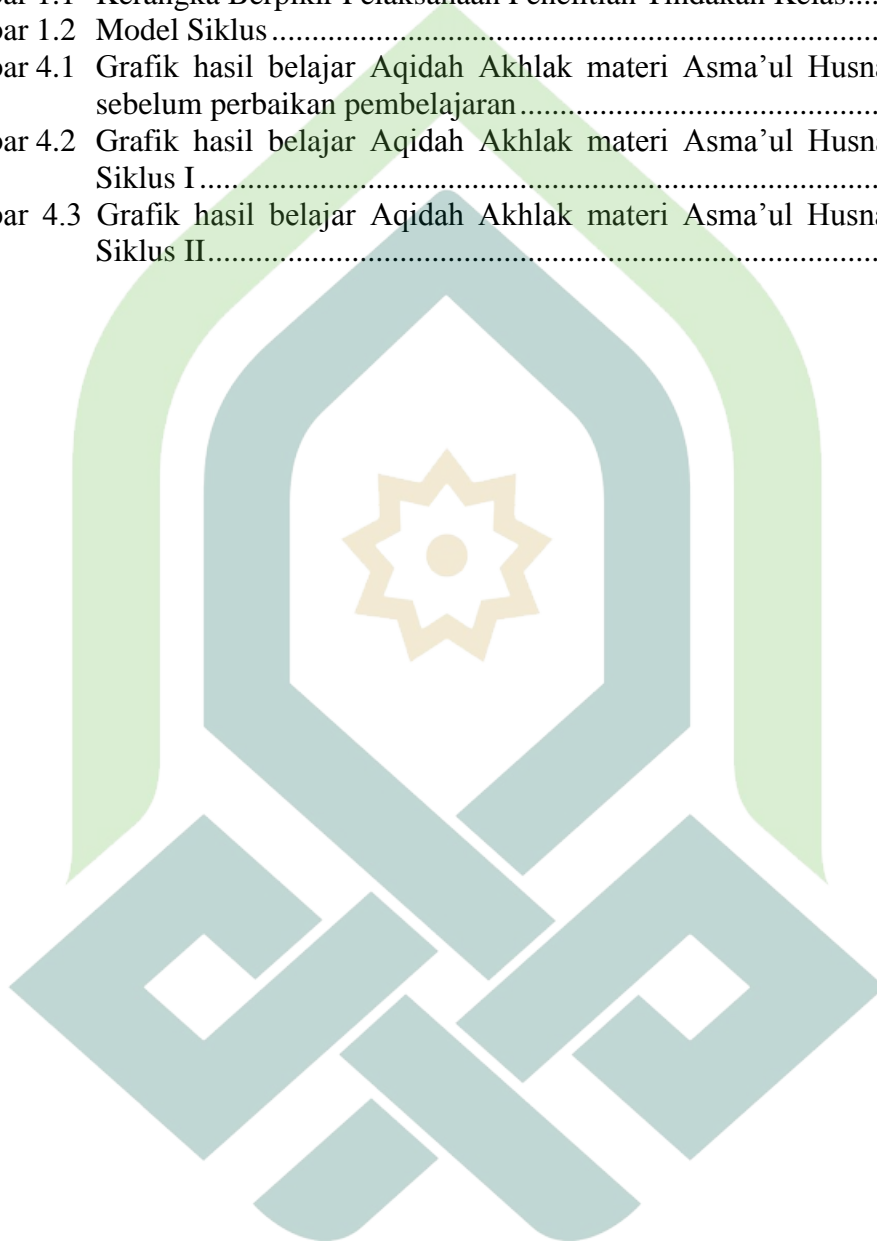 bar 1.1 Kerangka Berpikir Pelaksanaan Penelitian Tindakan Kelas....
bar 1.2 Model Siklus................................................................................
bar 4.1 Grafik hasil belajar Aqidah Akhlak materi Asma’ul Husna
sebelum perbaikan pembelajaran..............................................
bar 4.2 Grafik hasil belajar Aqidah Akhlak materi Asma’ul Husna
Siklus I.........................................................................................
bar 4.3 Grafik hasil belajar Aqidah Akhlak materi Asma’ul Husna
Siklus II.......................................................................................